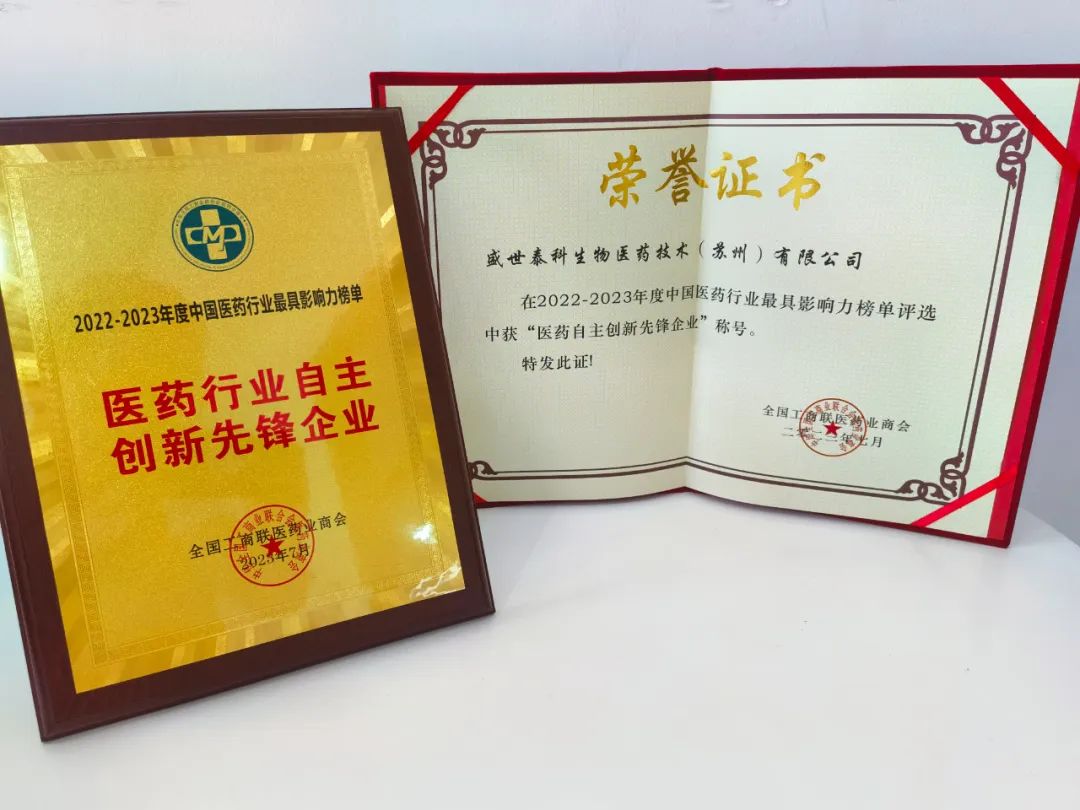 CMP
2022-2023年度中国医药行业最具影响力榜单
医药行业自主
创新先锋企业
全国工商联医药业商会
2023年7月
荣誉证书
盛世泰科生物医药技术（苏州）有限公司
在2022-2023年度中国医药行业最具影响力榜单评选
中获“医药自主创新先锋企业”称号。
特发此证!
全国工商联医药业商会